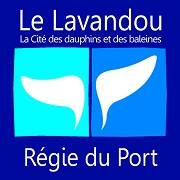 Le Lavandou
La Cité des dauphins et des baleines
Régie du Port